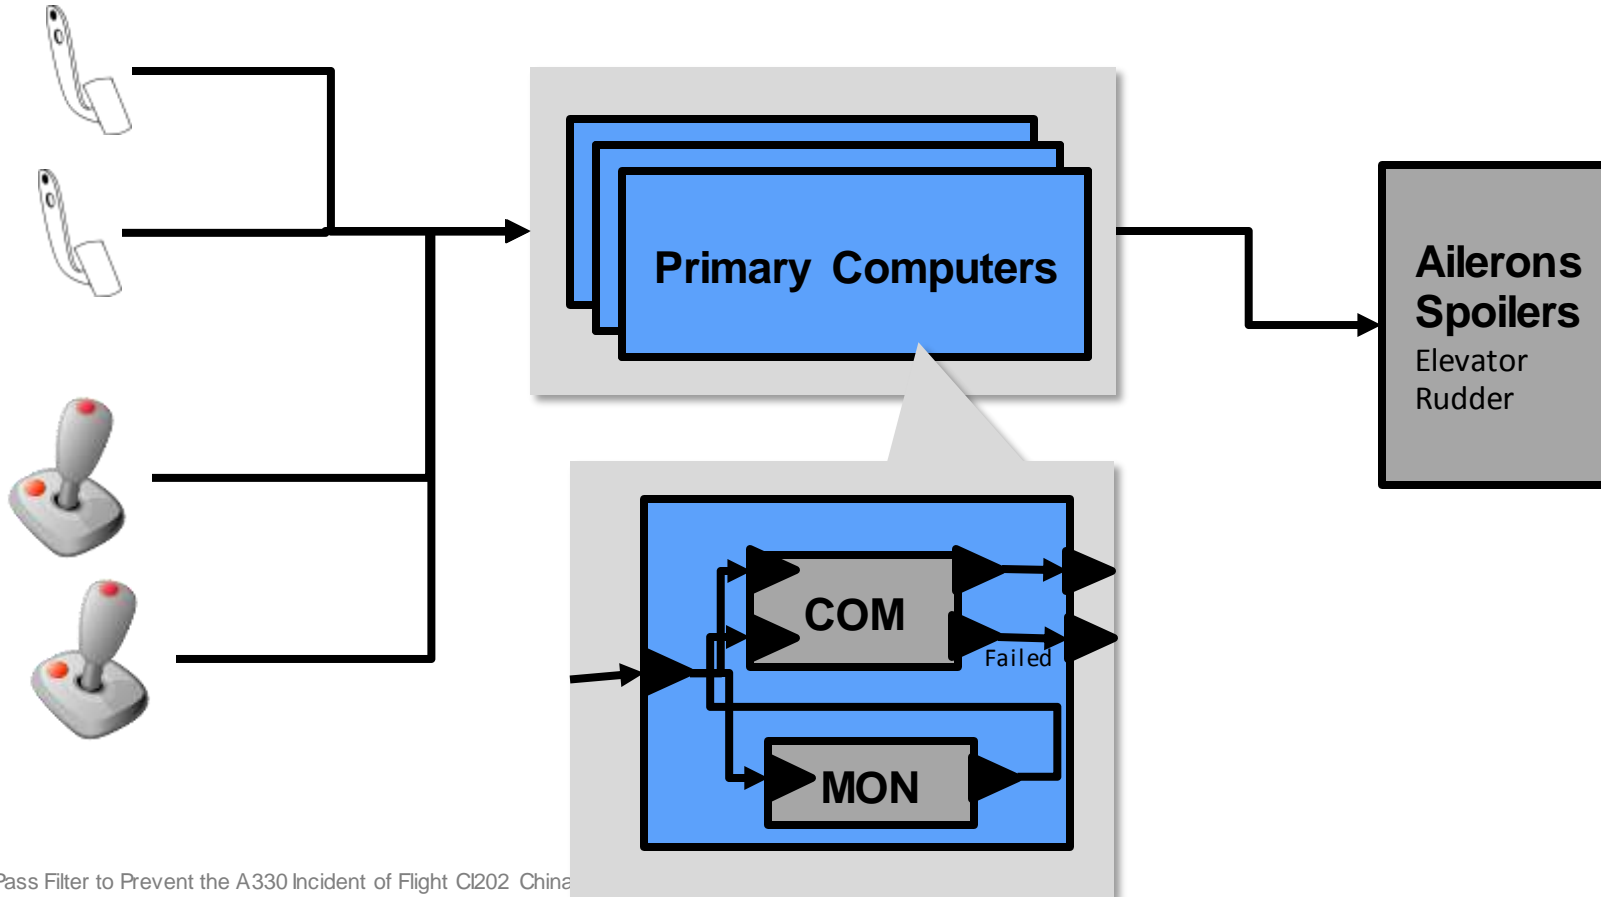 Primary Computers
Ailerons
Spoilers
Elevator
Rudder
COM
Failed
MON
Pass Filter to Prevent the A330 Incident of Flight CI202 China